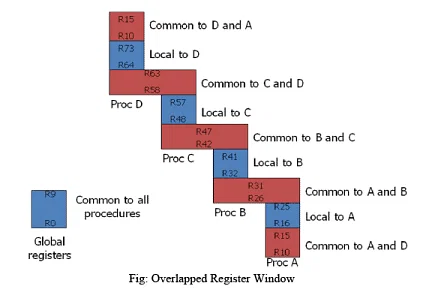 R15
R10
Common to D and A
R73
R64
Local to D
R63
R58
Common to C and D
Proc D
R57
R48
Local to C
R47
R42
Common to B and C
Proc C
R41
R32
Local to B
R31
R26
Common to A and B
Proc B
R25
R16
Local to A
R15
R10
Common to A and D
Proc A
R9
R0
Common to all
procedures
Global
registers
Fig: Overlapped Register Window